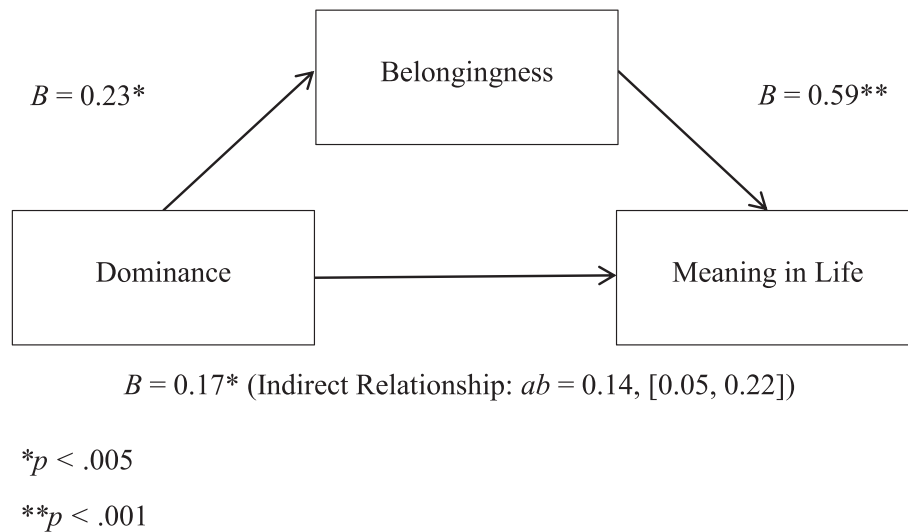 Belongingness
B = 0.23*
B = 0.59**
Dominance
Meaning in Life
B = 0.17* (Indirect Relationship: ab = 0.14, [0.05, 0.22])
*p < .005
**p < .001